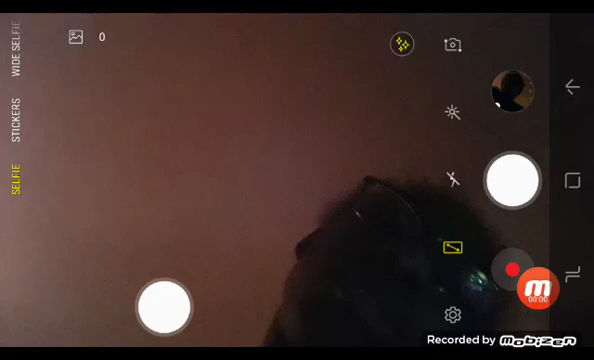 WIDE SELFIE
STICKERS
SELFIE
0
00:00
Recorded by mobizen